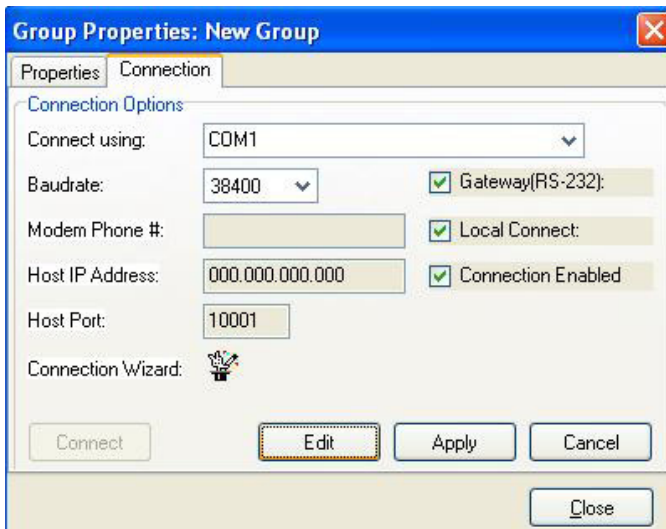 Group Properties: New Group
Properties Connection
Connection Options
Connect using: COM1
Baudrate: 38400 Gateway(RS-232):
Modem Phone #: Local Connect:
Host IP Address: 000.000.000.000 Connection Enabled
Host Port: 10001
Connection Wizard:
Connect Edit Apply Cancel
Close